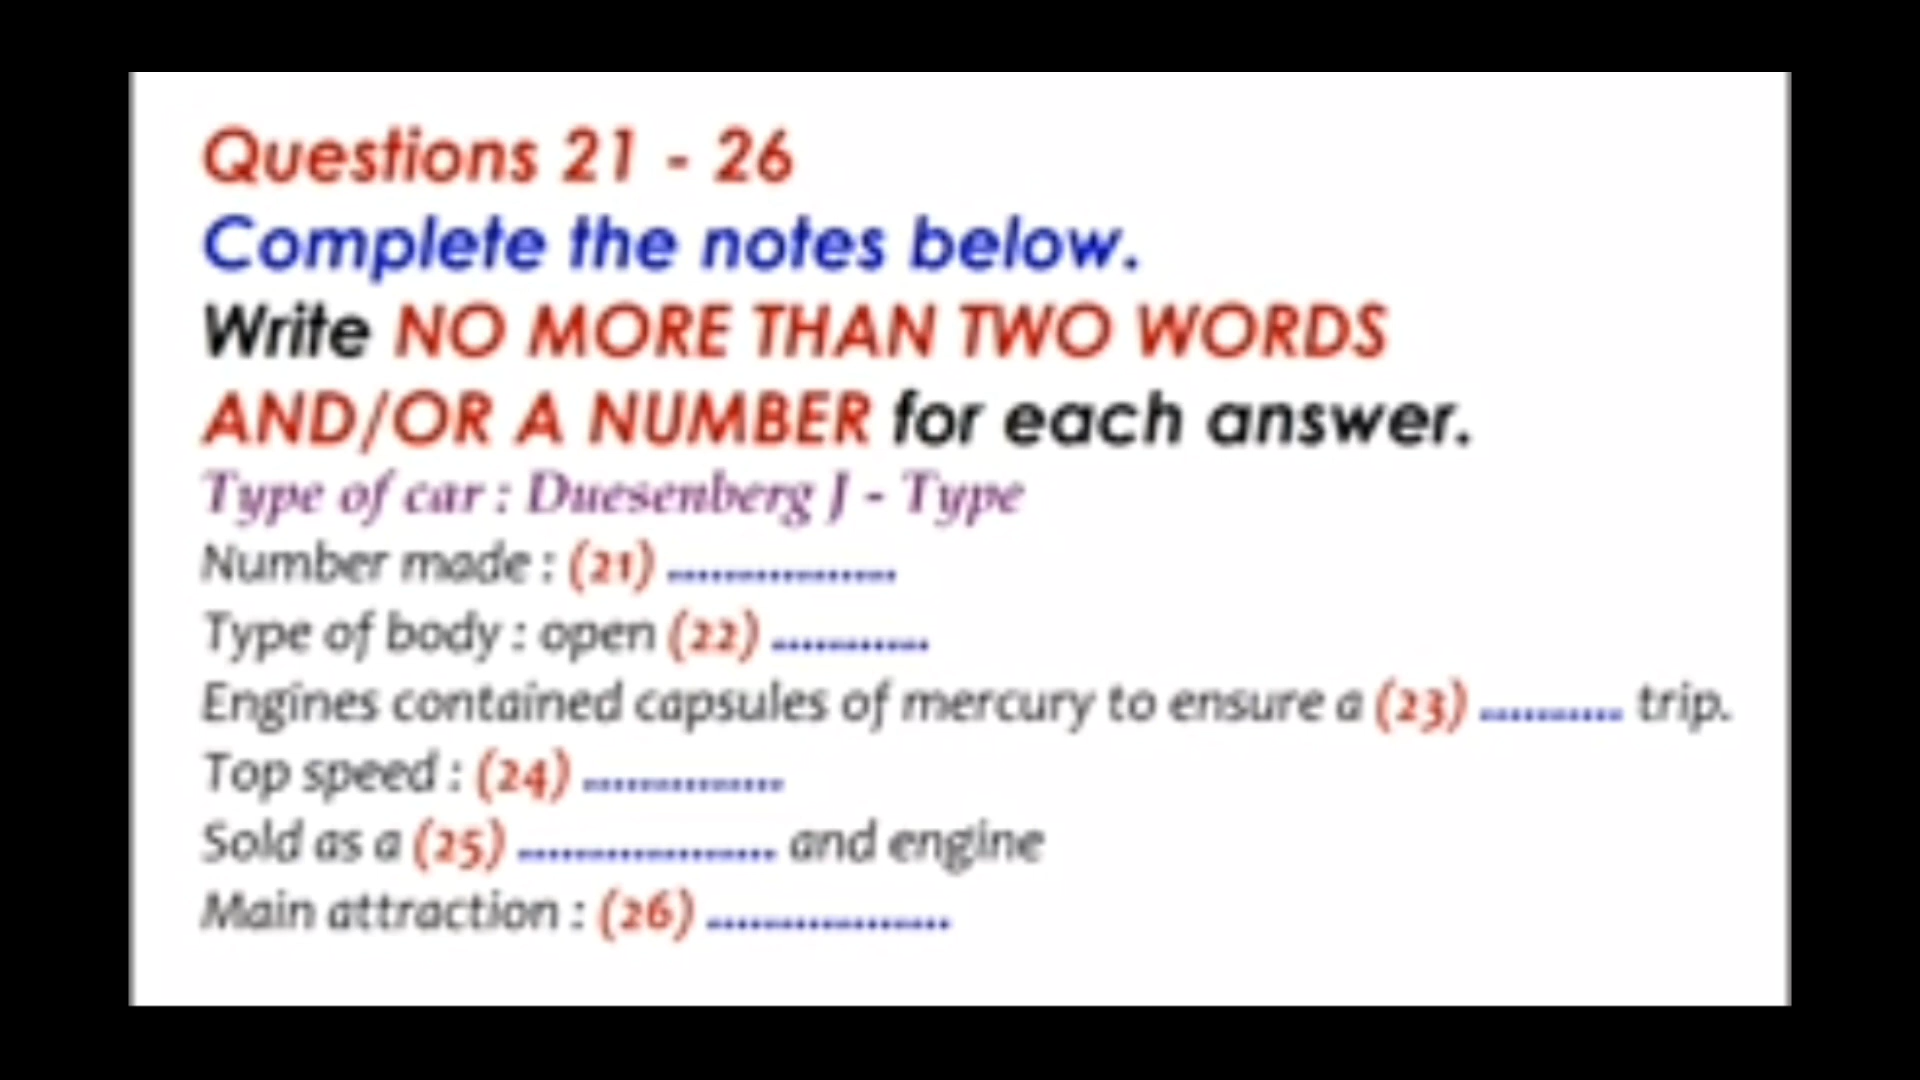 Questions 21 - 26
Complete the notes below.
Write NO MORE THAN TWO WORDS
AND/OR A NUMBER for each answer.
Type of car : Duesenberg J - Type
Number made : (21) ......................
Type of body : open (22) ...............
Engines contained capsules of mercury to ensure a (23) .............. trip.
Top speed : (24) ...................
Sold as a (25) ......................... and engine
Main attraction : (26) .......................